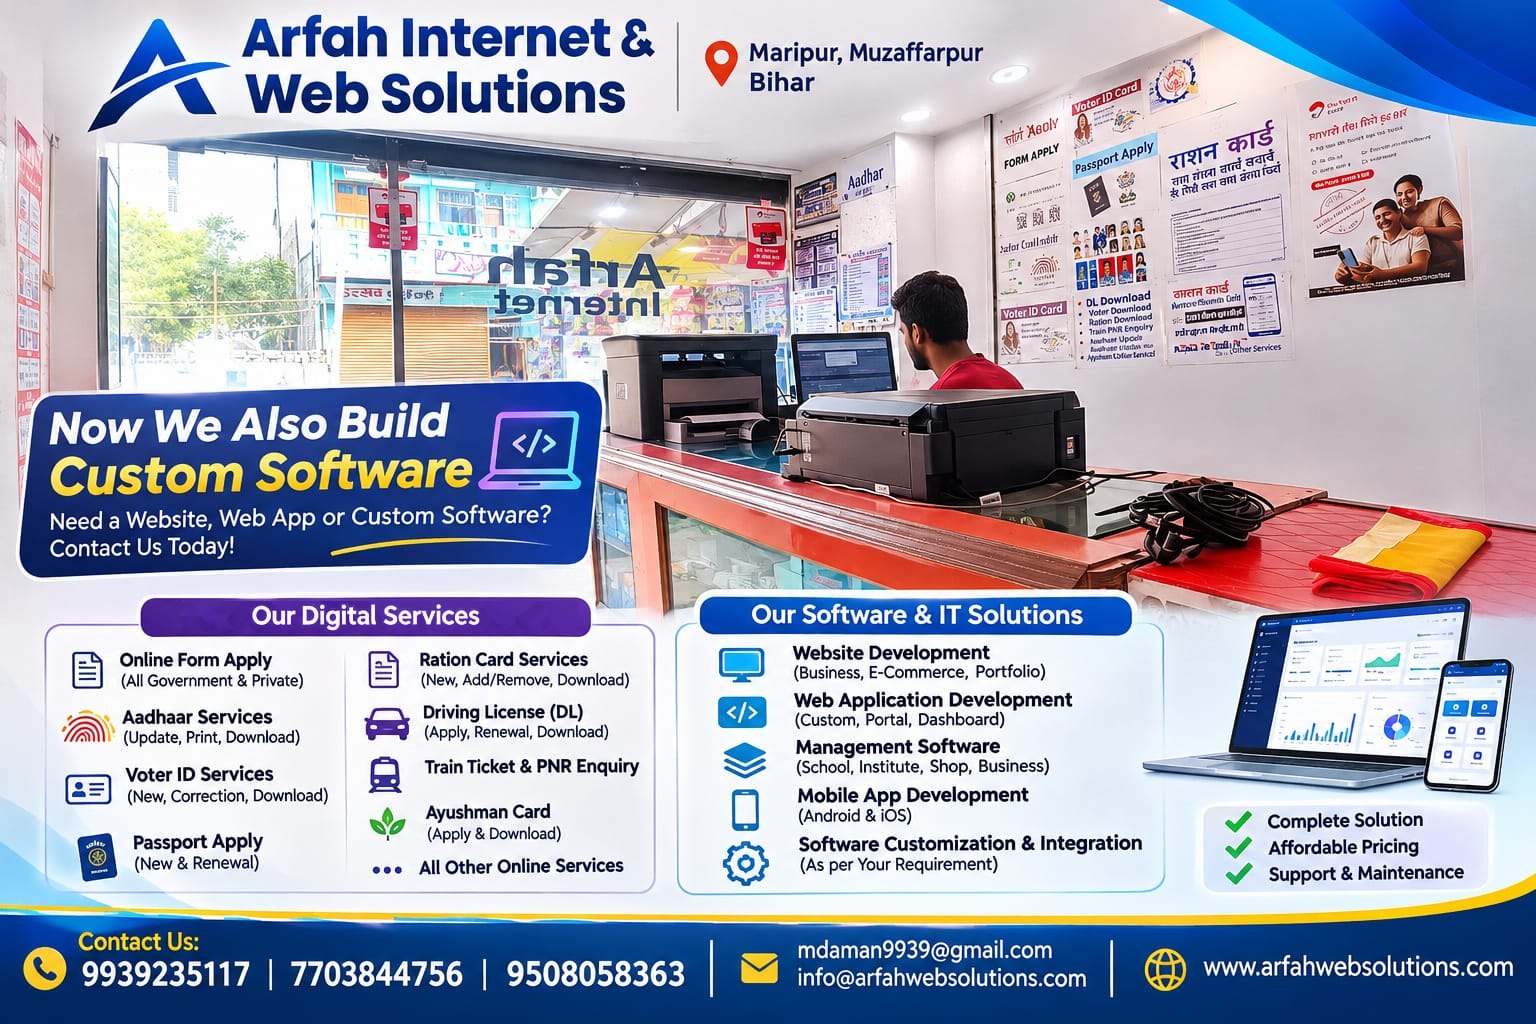 Arfah Internet &
Web Solutions
Maripur, Muzaffarpur
Bihar
Arfah
Internet
Aadhar
FORM APPLY
Voter ID Card
Passport Apply
Voter ID Card
DL Download
Voter Download
Ration Download
Train PNR Enquiry
राशन कार्ड
Other Services
Now We Also Build
Custom Software
</>
Need a Website, Web App or Custom Software?
Contact Us Today!
Our Digital Services
Online Form Apply
(All Government & Private)
Aadhaar Services
(Update, Print, Download)
Voter ID Services
(New, Correction, Download)
Passport Apply
(New & Renewal)
Ration Card Services
(New, Add/Remove, Download)
Driving License (DL)
(Apply, Renewal, Download)
Train Ticket & PNR Enquiry
Ayushman Card
(Apply & Download)
All Other Online Services
Our Software & IT Solutions
Website Development
(Business, E-Commerce, Portfolio)
</>
Web Application Development
(Custom, Portal, Dashboard)
Management Software
(School, Institute, Shop, Business)
Mobile App Development
(Android & iOS)
Software Customization & Integration
(As per Your Requirement)
Complete Solution
Affordable Pricing
Support & Maintenance
Contact Us:
9939235117 | 7703844756 | 9508058363
mdaman9939@gmail.com
info@arfahwebsolutions.com
www.arfahwebsolutions.com